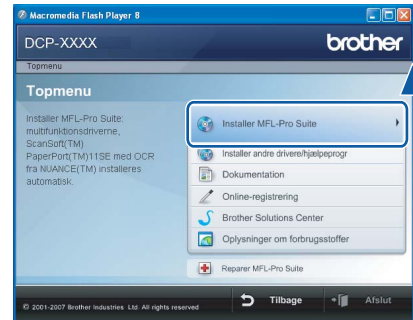 Macromedia Flash Player 8
DCP-XXXX
brother
Topmenu
Topmenu
Installer MFL-Pro Suite:
multifunktionsdriverne,
ScanSoft(TM)
PaperPort(TM)11SE med OCR
fra NUANCE(TM) installeres
automatisk.
Installer MFL-Pro Suite
Installer andre drivere/hjælpeprogr
Dokumentation
Online-registrering
Brother Solutions Center
Oplysninger om forbrugsstoffer
Reparer MFL-Pro Suite
© 2001-2007 Brother Industries Ltd. All rights reserved
Tilbage
Afslut